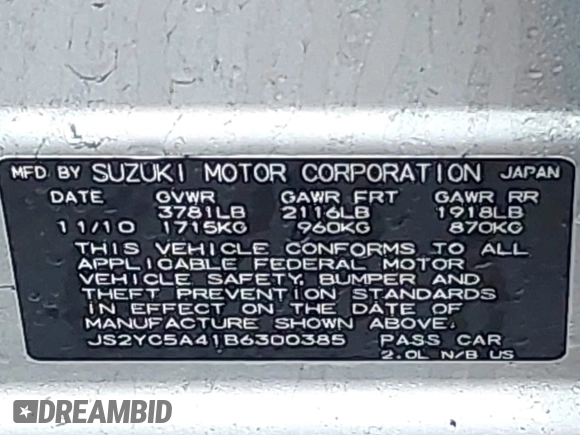 MFD BY SUZUKI MOTOR CORPORATION JAPAN
DATE GVWR GAWR FRT GAWR RR
3781LB 2116LB 1918LB
11/10 1715KG 960KG 870KG
THIS VEHICLE CONFORMS TO ALL
APPLICABLE FEDERAL MOTOR
VEHICLE SAFETY, BUMPER AND
THEFT PREVENTION STANDARDS
IN EFFECT ON THE DATE OF
MANUFACTURE SHOWN ABOVE.
JS2YC5A41B6300385 PASS CAR
2.0L N/B US
DREAMBID